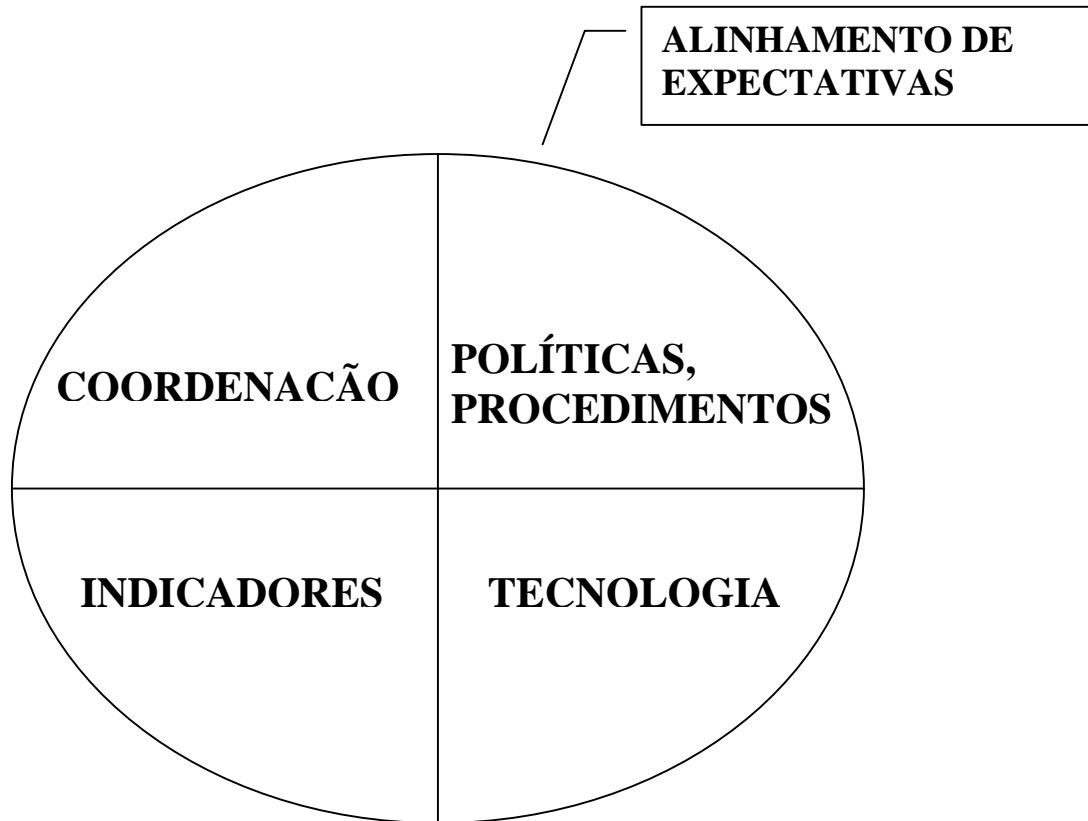 ALINHAMENTO DE
EXPECTATIVAS
COORDENACÃO
POLÍTICAS,
PROCEDIMENTOS
INDICADORES
TECNOLOGIA